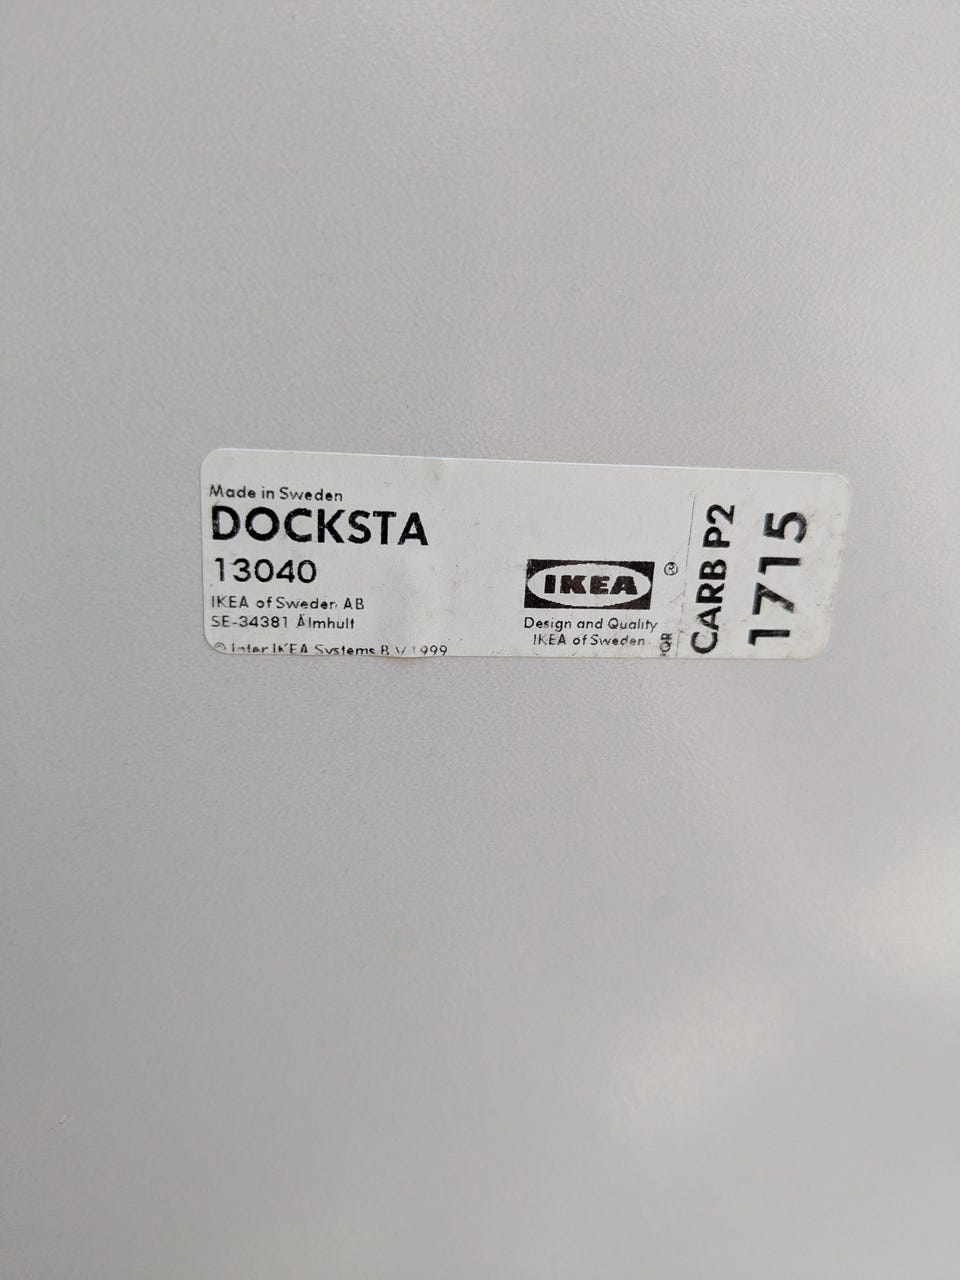 Made in Sweden
DOCKSTA
13040
IKEA of Sweden AB
SE-34381 Älmhult
© Inter IKEA Systems B.V. 1999
IKEA ®
Design and Quality
IKEA of Sweden
CARB P2
1715